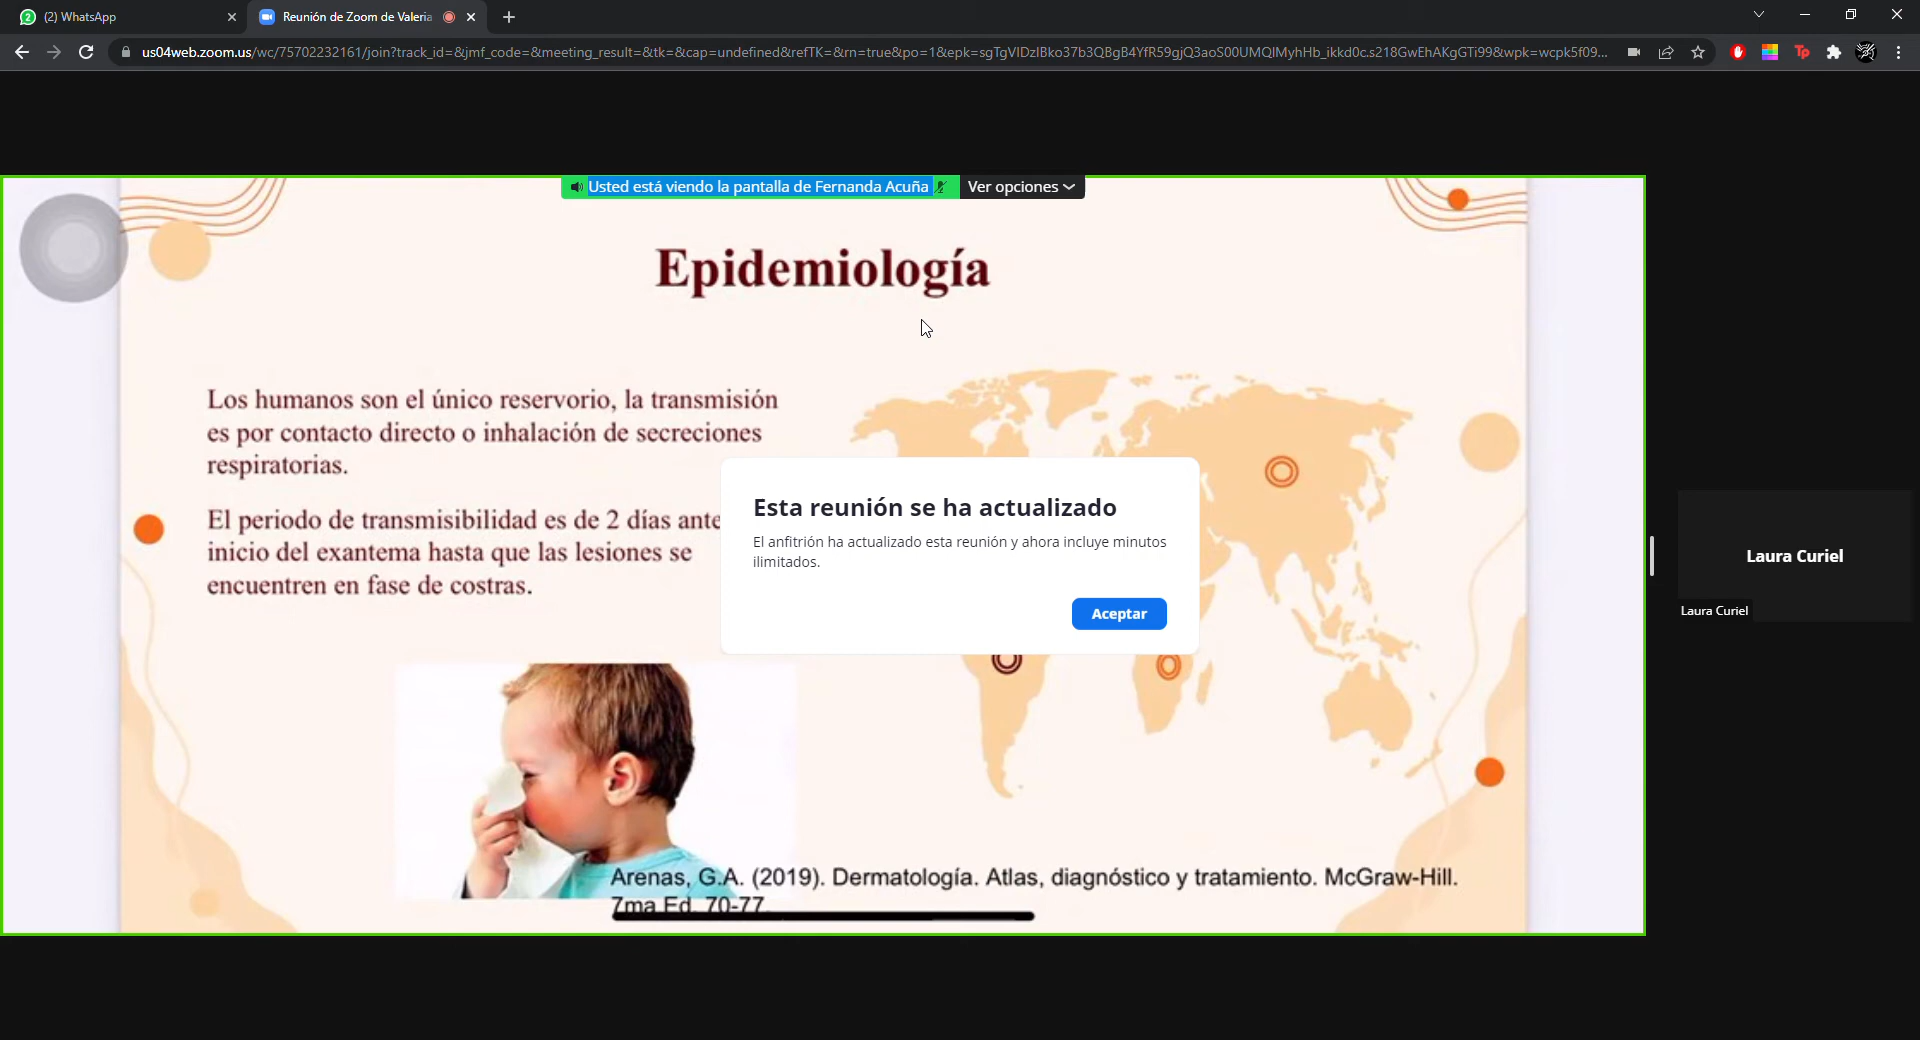 (2) WhatsApp
Reunión de Zoom de Valeria
us04web.zoom.us/wc/75702232161/join?track_id=&jmf_code=&meeting_result=&tk=&cap=undefined&refTK=&rn=true&po=1&epk=sgTgVIDzIBko37b3QBgB4YfR59gjQ3aoS00UMQIMyhHb_ikkd0c.s218GwEhAKgGTi99&wpk=wcpk5f09...
Usted está viendo la pantalla de Fernanda Acuña
Ver opciones
Epidemiología
Los humanos son el único reservorio, la transmisión
es por contacto directo o inhalación de secreciones
respiratorias.
El periodo de transmisibilidad es de 2 días ante
inicio del exantema hasta que las lesiones se
encuentren en fase de costras.
Esta reunión se ha actualizado
El anfitrión ha actualizado esta reunión y ahora incluye minutos
ilimitados.
Aceptar
Laura Curiel
Laura Curiel
Arenas, G.A. (2019). Dermatología. Atlas, diagnóstico y tratamiento. McGraw-Hill.
7ma Ed. 70-77.